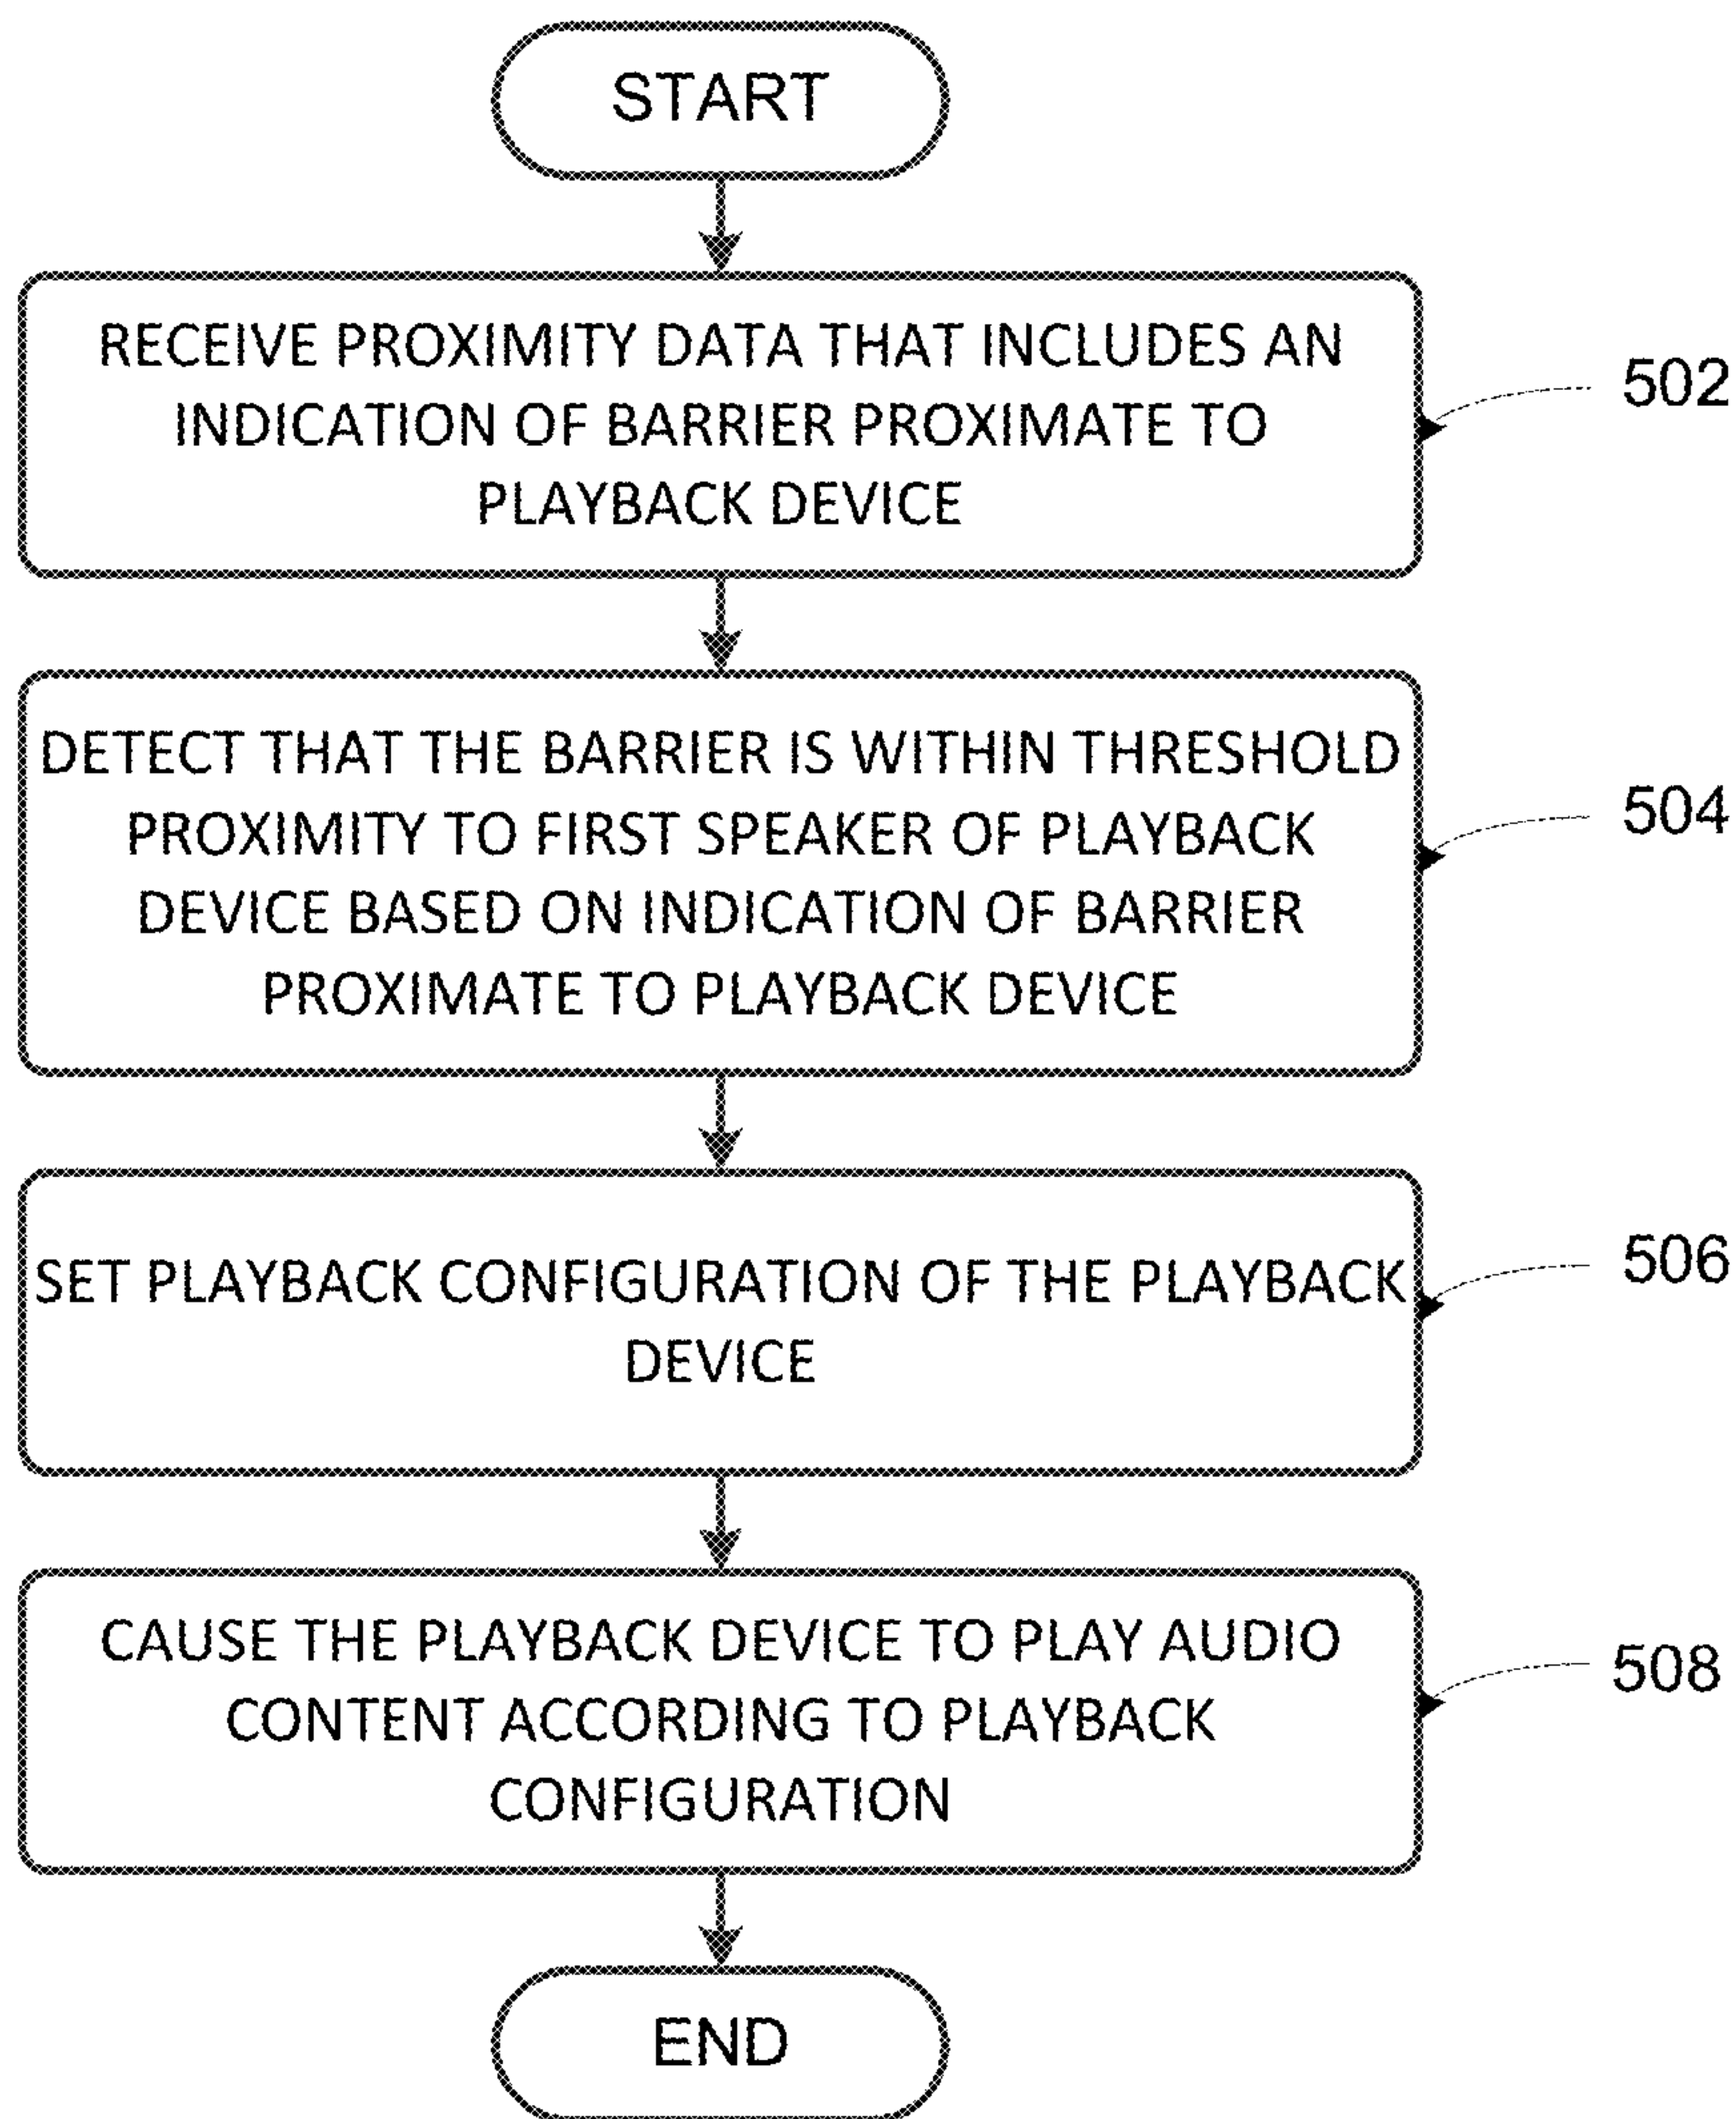 START
RECEIVE PROXIMITY DATA THAT INCLUDES AN
INDICATION OF BARRIER PROXIMATE TO
PLAYBACK DEVICE
502
DETECT THAT THE BARRIER IS WITHIN THRESHOLD
PROXIMITY TO FIRST SPEAKER OF PLAYBACK
DEVICE BASED ON INDICATION OF BARRIER
PROXIMATE TO PLAYBACK DEVICE
504
SET PLAYBACK CONFIGURATION OF THE PLAYBACK
DEVICE
506
CAUSE THE PLAYBACK DEVICE TO PLAY AUDIO
CONTENT ACCORDING TO PLAYBACK
CONFIGURATION
508
END